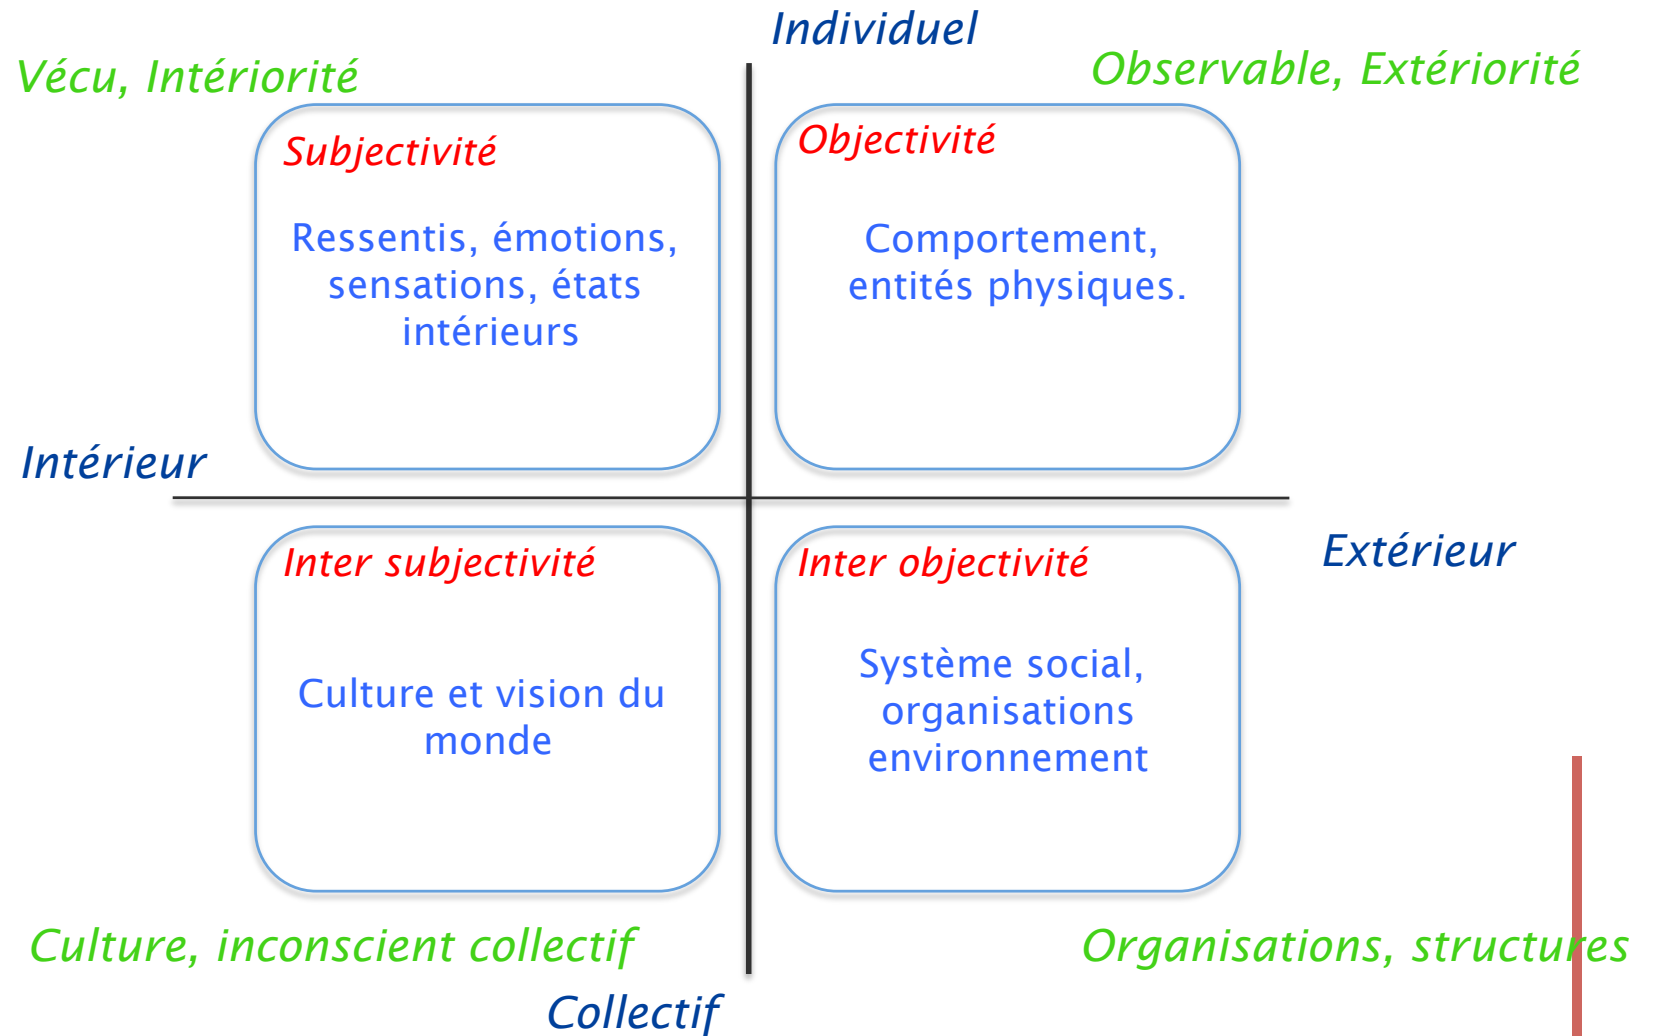 Individuel
Vécu, Intériorité
Observable, Extériorité
Subjectivité
Ressentis, émotions,
sensations, états
intérieurs
Objectivité
Comportement,
entités physiques.
Intérieur
Extérieur
Inter subjectivité
Culture et vision du
monde
Inter objectivité
Système social,
organisations
environnement
Culture, inconscient collectif
Organisations, structures
Collectif